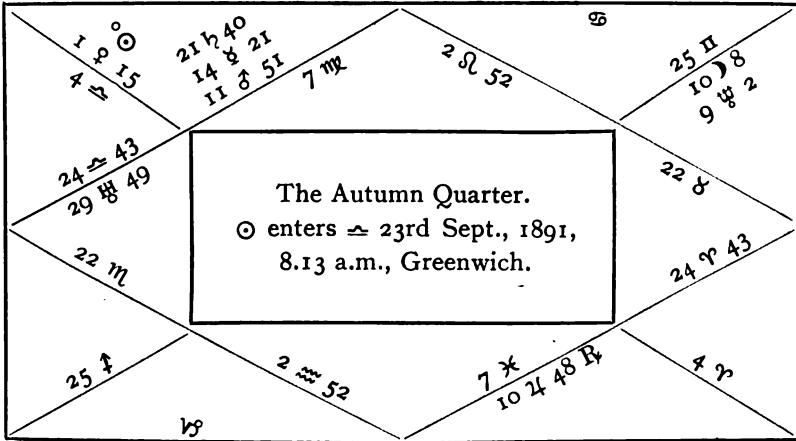 o
☉
1 ♀ 15
4 ♎
21 ♄ 40
14 ☿ 21
11 ♂ 51
7 ♍
2 ♌ 52
♋
25 ♊
10 ☽ 8
9 ♆ 2
22 ♉
24 ♈ 43
4 ♈
7 ♓
10 ♃ 48 ℞
2 ♒ 52
♑
25 ♐
22 ♏
24 ♎ 43
29 ♅ 49
The Autumn Quarter.
☉ enters ♎ 23rd Sept., 1891,
8.13 a.m., Greenwich.